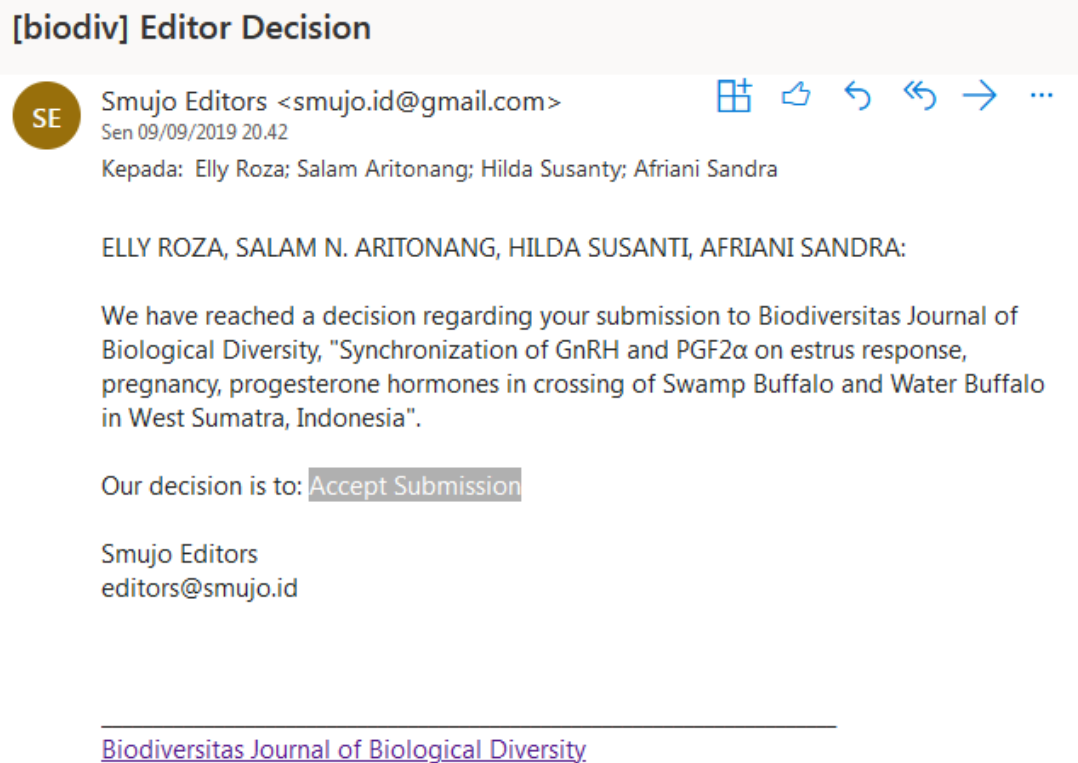 [biodiv] Editor Decision
SE
Smujo Editors <smujo.id@gmail.com>
Sen 09/09/2019 20.42
Kepada: Elly Roza; Salam Aritonang; Hilda Susanty; Afriani Sandra
ELLY ROZA, SALAM N. ARITONANG, HILDA SUSANTI, AFRIANI SANDRA:
We have reached a decision regarding your submission to Biodiversitas Journal of
Biological Diversity, "Synchronization of GnRH and PGF2α on estrus response,
pregnancy, progesterone hormones in crossing of Swamp Buffalo and Water Buffalo
in West Sumatra, Indonesia".
Our decision is to: Accept Submission
Smujo Editors
editors@smujo.id
Biodiversitas Journal of Biological Diversity